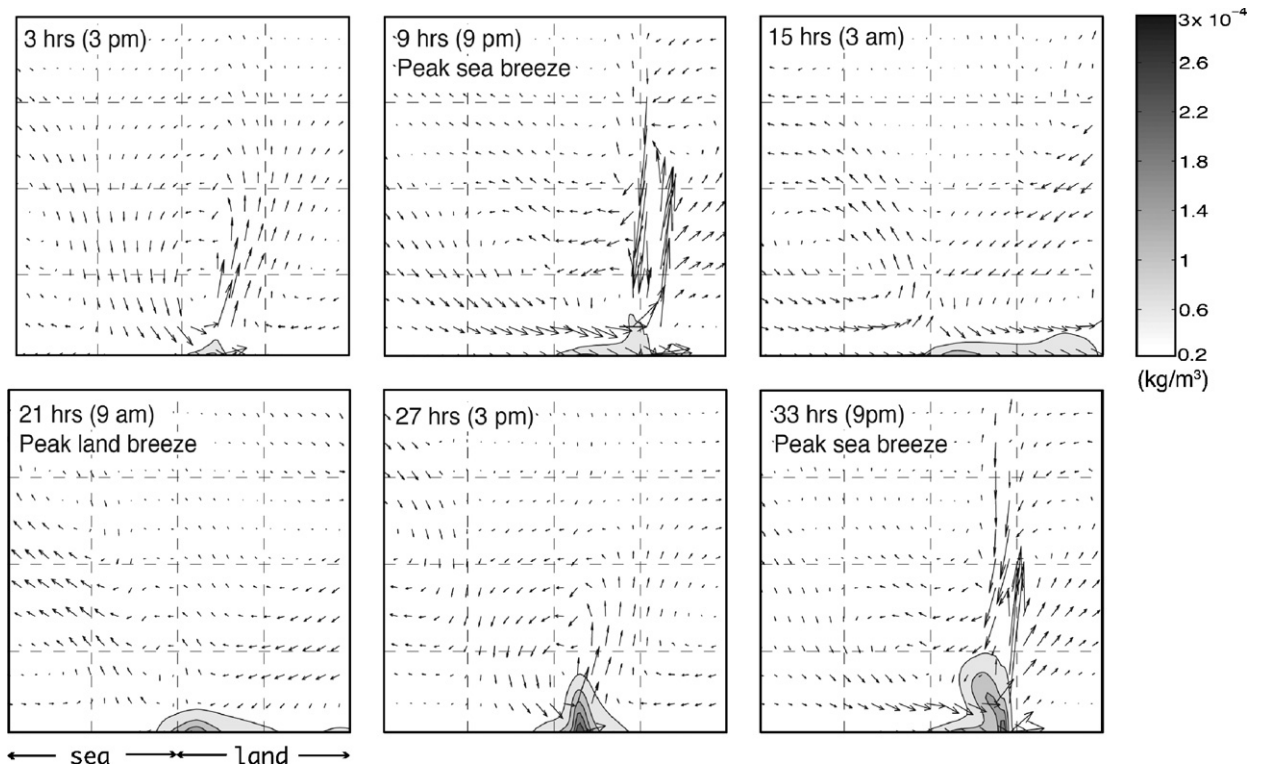 3 hrs (3 pm)
9 hrs (9 pm)
Peak sea breeze
15 hrs (3 am)
3x 10⁻⁴
2.6
2.2
1.8
1.4
1
0.6
0.2
(kg/m³)
21 hrs (9 am)
Peak land breeze
27 hrs (3 pm)
33 hrs (9pm)
Peak sea breeze
sea land